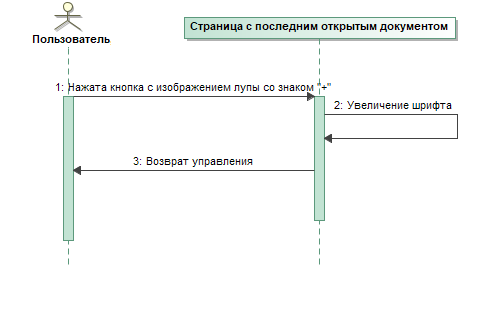 Пользователь
Страница с последним открытым документом
1: Нажата кнопка с изображением лупы со знаком "+"
2: Увеличение шрифта
3: Возврат управления